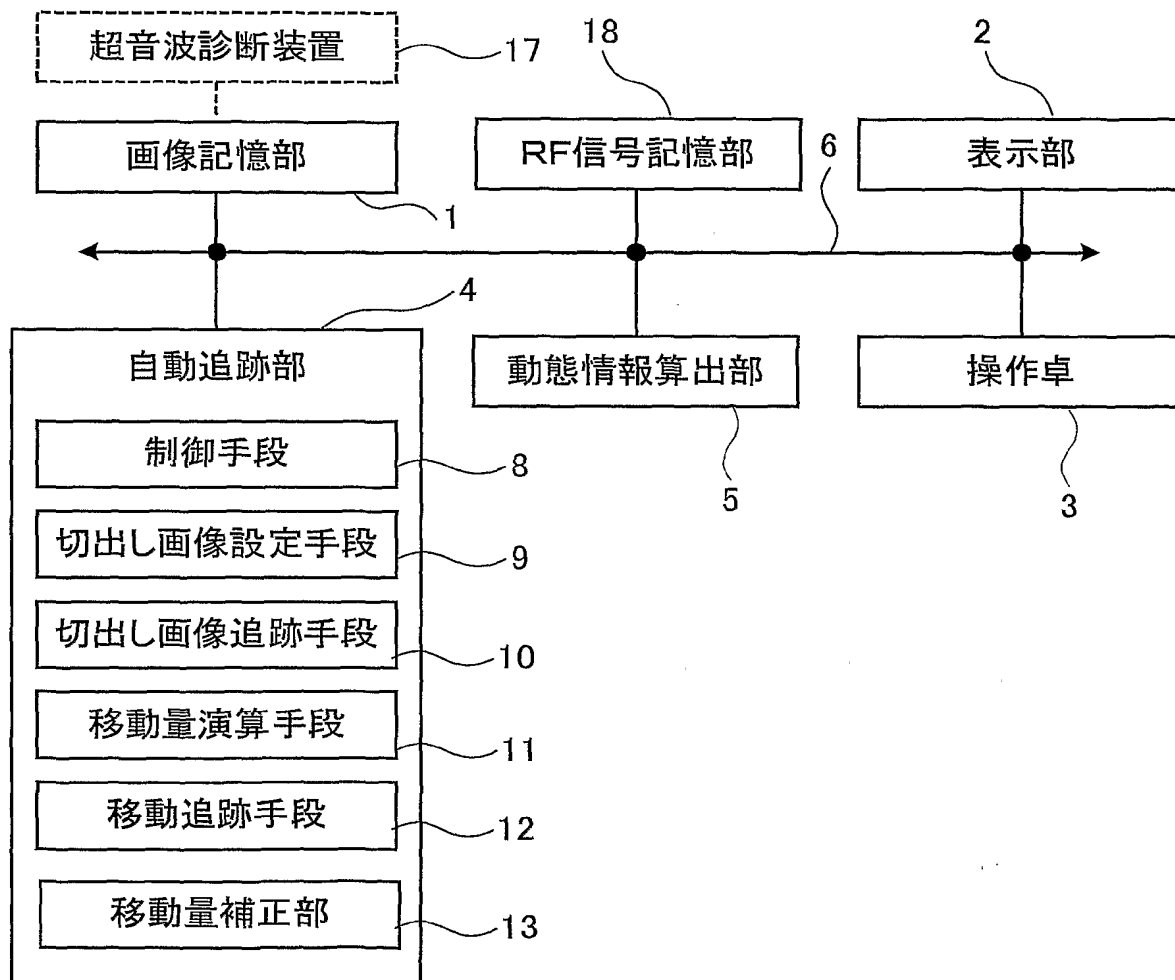 超音波診断装置
17
画像記憶部
1
RF信号記憶部
18
表示部
2
6
自動追跡部
4
制御手段
8
切出し画像設定手段
9
切出し画像追跡手段
10
移動量演算手段
11
移動追跡手段
12
移動量補正部
13
動態情報算出部
5
操作卓
3